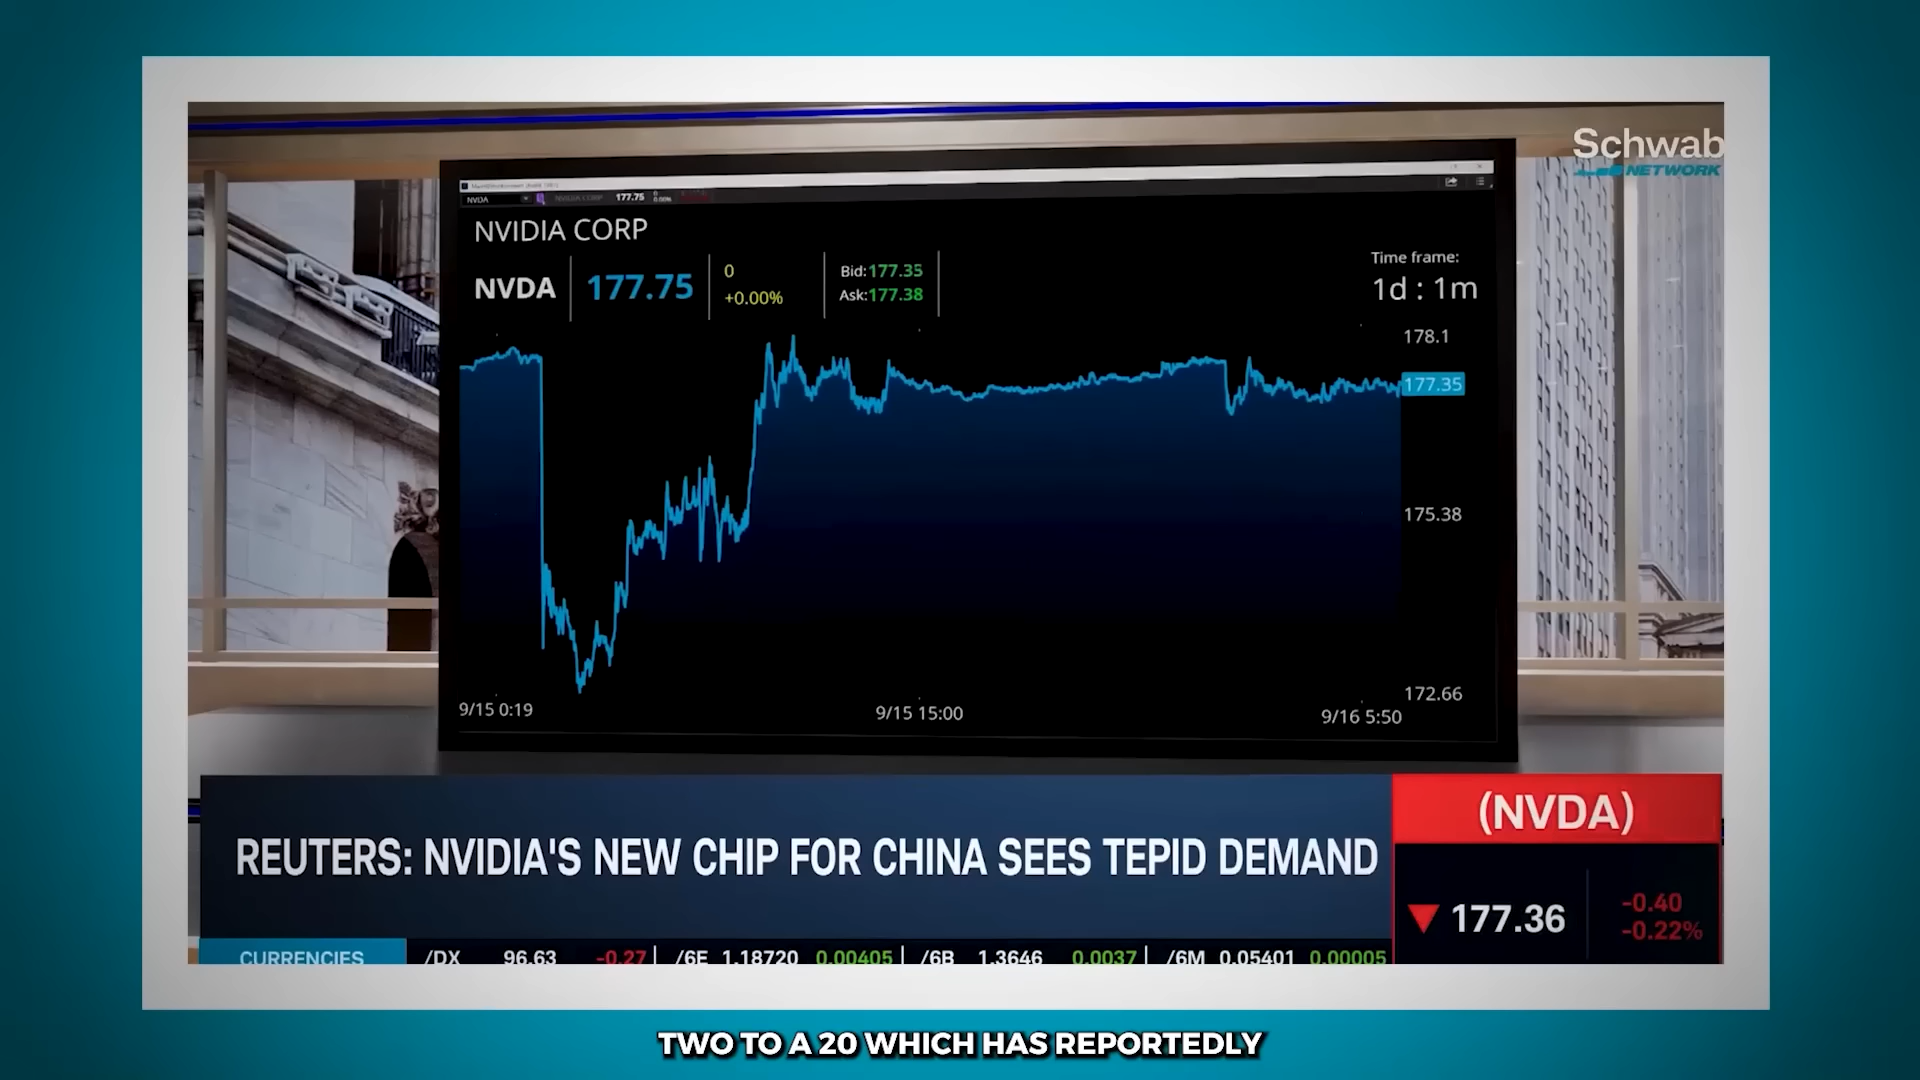 Schwab
NETWORK
NVDA
177.75
NVIDIA CORP
NVDA
177.75
0
+0.00%
Bid:177.35
Ask:177.38
Time frame:
1d : 1m
178.1
177.35
175.38
172.66
9/15 0:19
9/15 15:00
9/16 5:50
REUTERS: NVIDIA'S NEW CHIP FOR CHINA SEES TEPID DEMAND
(NVDA)
177.36
-0.40
-0.22%
CURRENCIES /DX 96.63 -0.27 /6E 1.18720 0.00405 /6B 1.3646 0.0037 /6M 0.05401 0.00005
TWO TO A 20 WHICH HAS REPORTEDLY